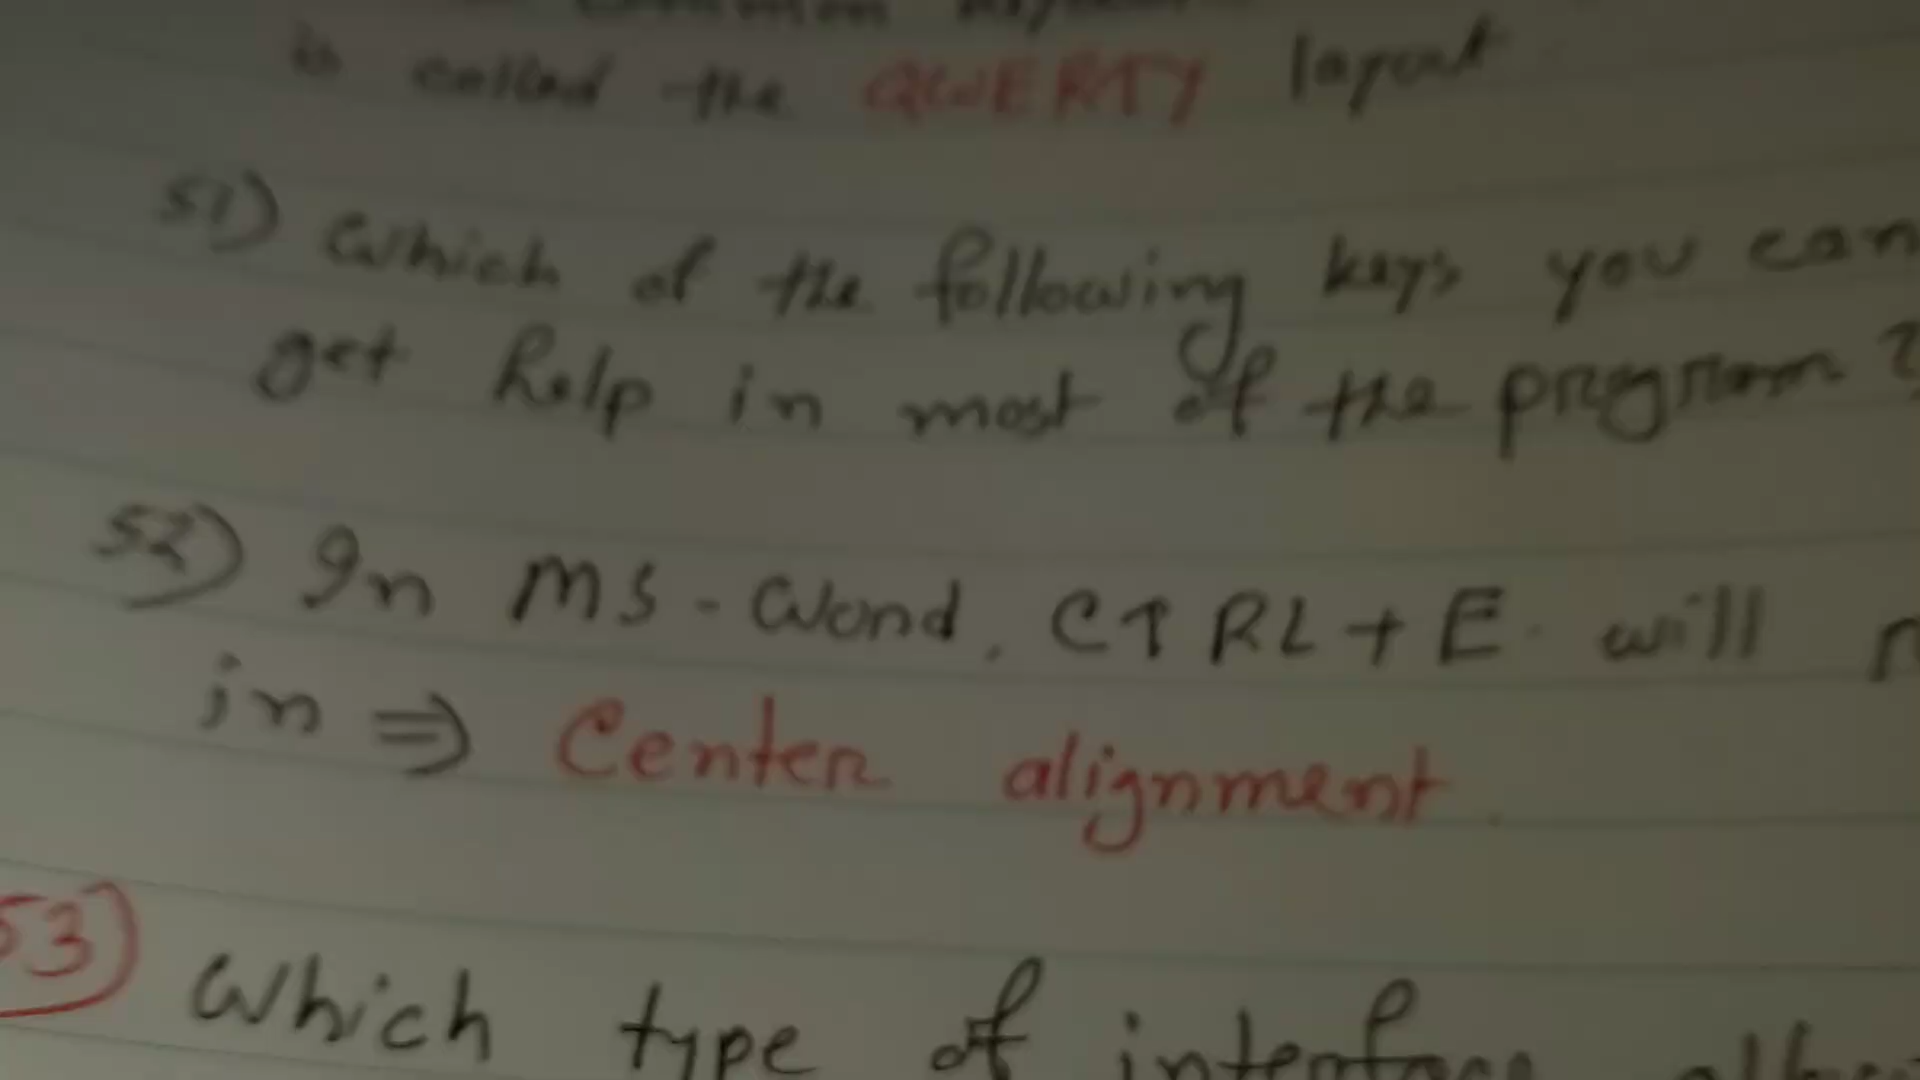 is called the QWERTY layout
51) Which of the following keys you can
get help in most of the program?
52) In MS-Word, CTRL+E will
in ⇒ Center alignment.
53) Which type of interface